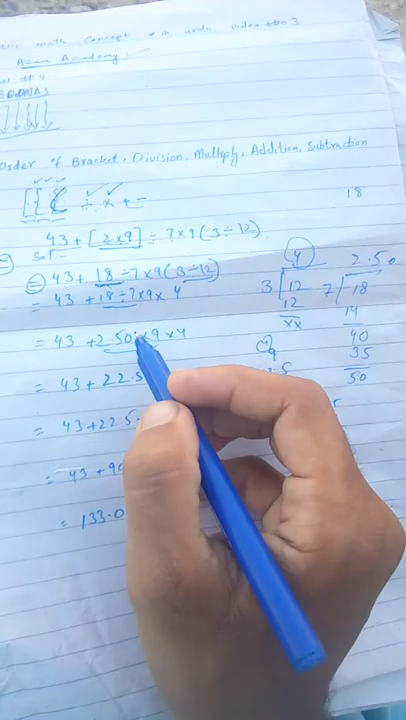 math Concept in urdu video 3
Azam Academy
# 4
BODMAS
Order of Bracket, Division, Multiply, Addition, Subtraction
[{( ÷ × + -
18
43 + [2×9] ÷ 7×9(3÷12)
Sol
= 43 + 18 ÷ 7×9(3÷12)
= 43 + 18÷7×9× 4
= 43 + 2.50×9×4
= 43 + 22.5
= 43+22.5
= 43 + 90
= 133.0
4
3 12
12
××
2.50
7 18
14
40
35
50